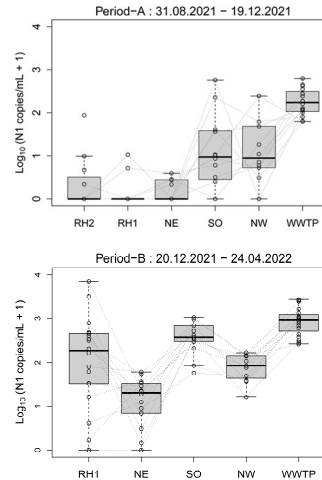 Period-A : 31.08.2021 − 19.12.2021
Log10 (N1 copies/mL + 1)
4
3
2
1
0
RH2 RH1 NE SO NW WWTP
Period-B : 20.12.2021 − 24.04.2022
Log10 (N1 copies/mL + 1)
4
3
2
1
0
RH1 NE SO NW WWTP